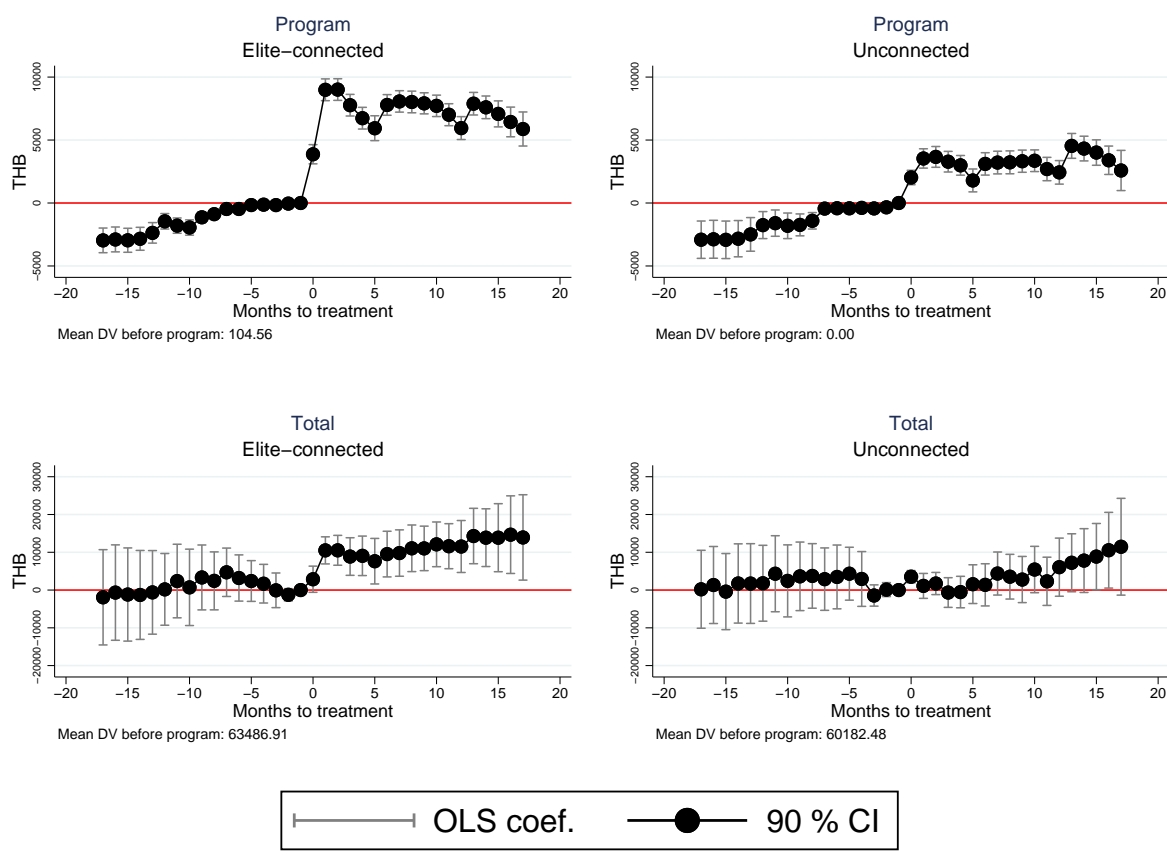 Program
Elite−connected
THB
10000
5000
0
−5000
−20 −15 −10 −5 0 5 10 15 20
Months to treatment
Mean DV before program: 104.56
Program
Unconnected
THB
10000
5000
0
−5000
−20 −15 −10 −5 0 5 10 15 20
Months to treatment
Mean DV before program: 0.00
Total
Elite−connected
THB
30000
20000
10000
0
−10000
−20000
−20 −15 −10 −5 0 5 10 15 20
Months to treatment
Mean DV before program: 63486.91
Total
Unconnected
THB
30000
20000
10000
0
−10000
−20000
−20 −15 −10 −5 0 5 10 15 20
Months to treatment
Mean DV before program: 60182.48
OLS coef. 90 % CI